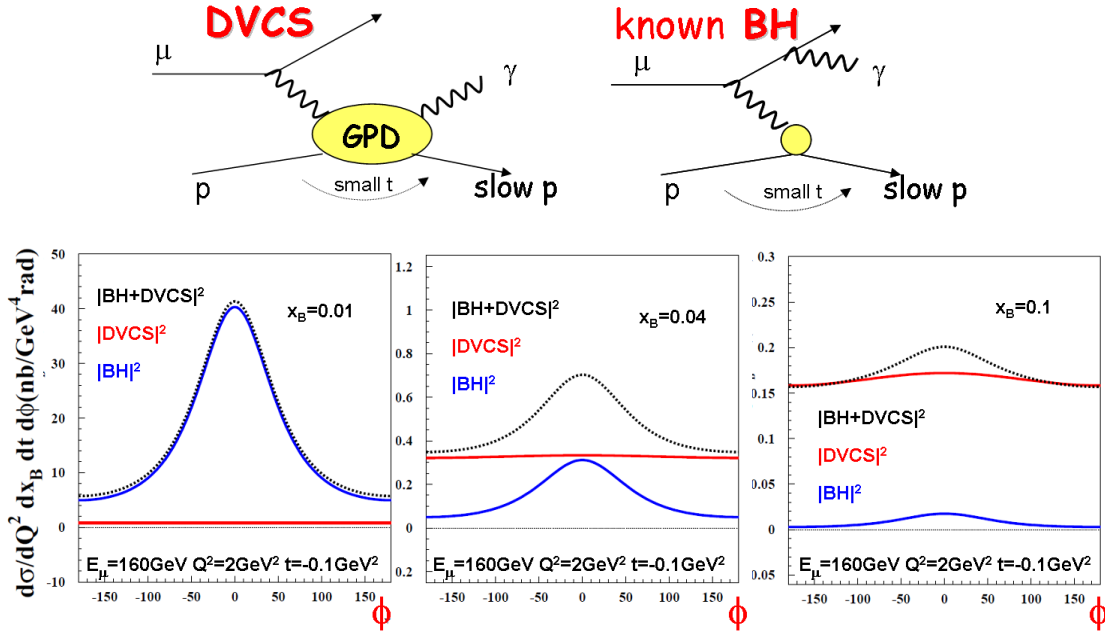 DVCS
known BH
μ
γ
GPD
p
small t
slow p
μ
γ
p
small t
slow p
dσ/dQ² dx_B dt dφ(nb/GeV⁴rad)
50
40
30
20
10
0
-10
|BH+DVCS|²
|DVCS|²
|BH|²
x_B=0.01
E_μ=160GeV Q²=2GeV² t=-0.1GeV²
-150 -100 -50 0 50 100 150
ϕ
1.2
1
0.8
0.6
0.4
0.2
0
0.2
|BH+DVCS|²
|DVCS|²
|BH|²
x_B=0.04
E_μ=160GeV Q²=2GeV² t=-0.1GeV²
-150 -100 -50 0 50 100 150
ϕ
0.3
0.25
0.2
0.15
0.1
0.05
0
0.05
x_B=0.1
|BH+DVCS|²
|DVCS|²
|BH|²
E_μ=160GeV Q²=2GeV² t=-0.1GeV²
-150 -100 -50 0 50 100 150
ϕ